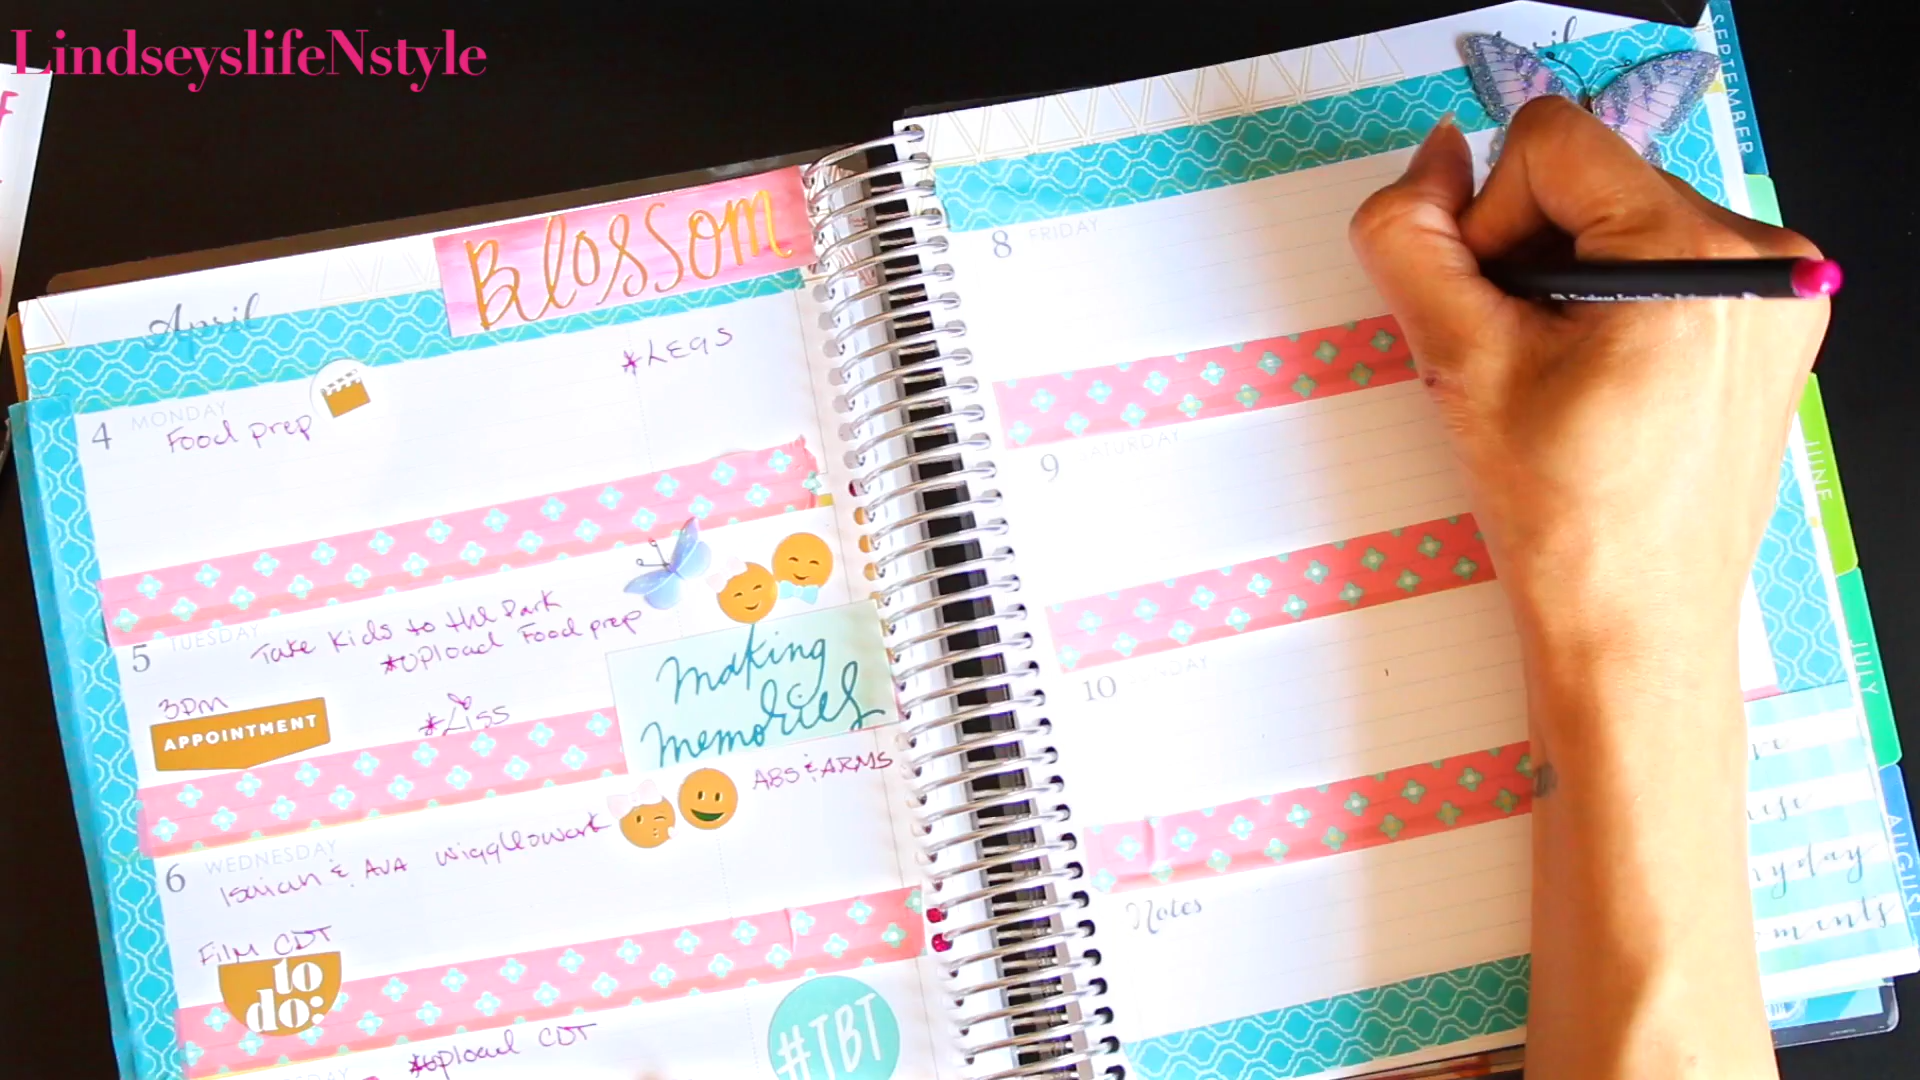 LindseyslifeNstyle
April
Blossom
*LEGS
4 MONDAY
Food prep
5 TUESDAY
Take Kids to the Park
*Upload Food prep
3PM
APPOINTMENT
*Liss
making
memories
6 WEDNESDAY
ABS & ARMS
Isaiah & AVA
Film CDT
to
do:
*upload CDT
#TBT
April
8 FRIDAY
9 SATURDAY
10
Notes
SEPTEMBER
JUNE
JULY
AUGUST